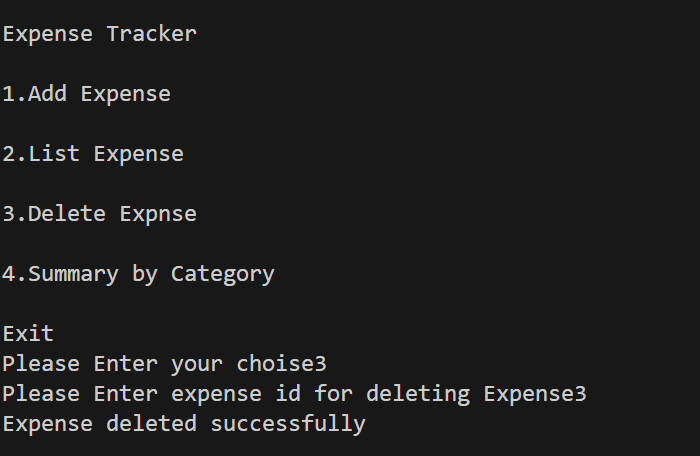 Expense Tracker
1.Add Expense
2.List Expense
3.Delete Expnse
4.Summary by Category
Exit
Please Enter your choise3
Please Enter expense id for deleting Expense3
Expense deleted successfully